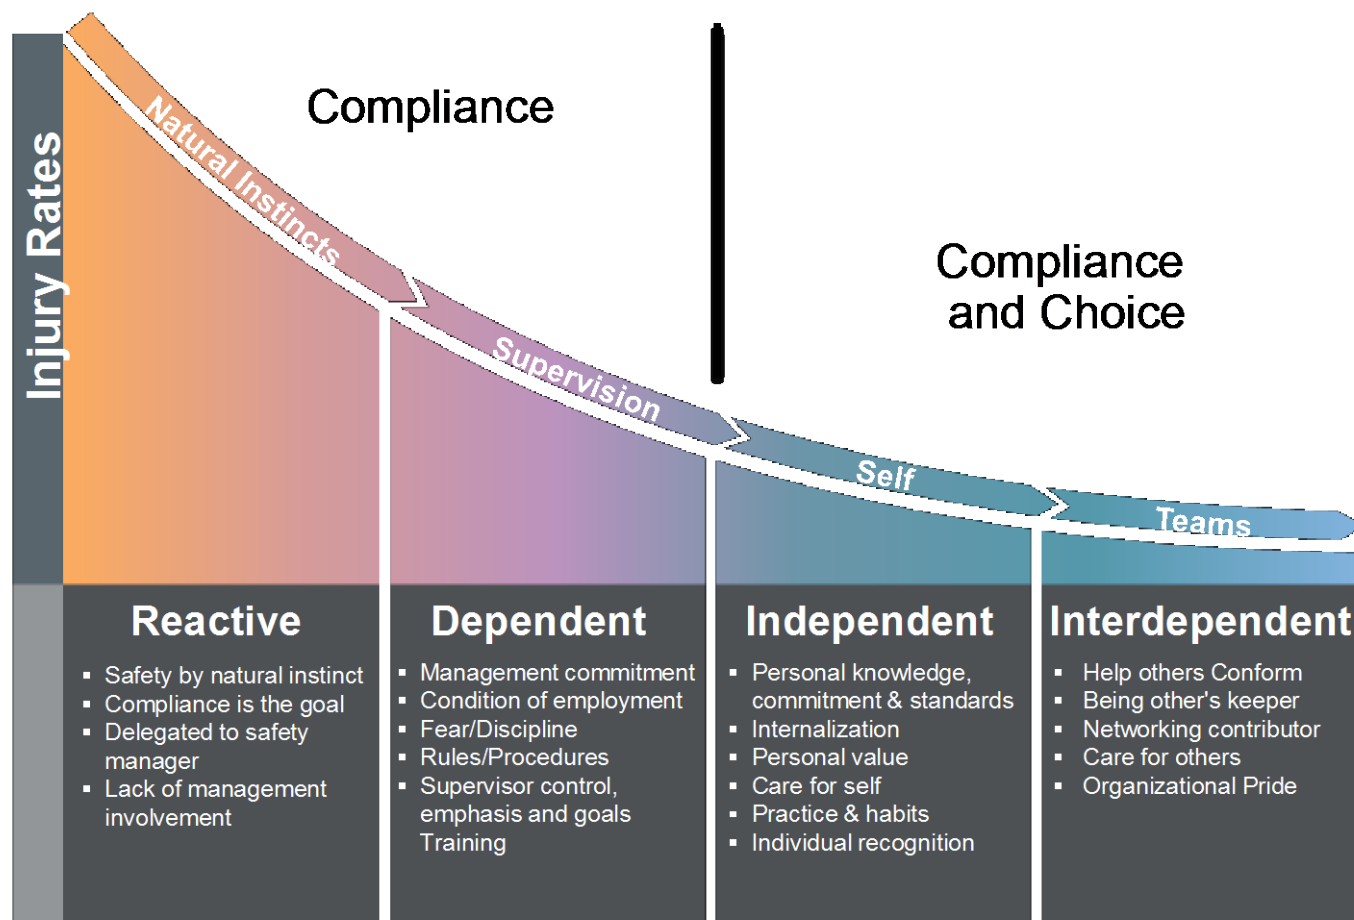 Compliance
Compliance
and Choice
Injury Rates
Natural Instincts
Supervision
Self
Teams
Reactive
▪ Safety by natural instinct
▪ Compliance is the goal
▪ Delegated to safety
manager
▪ Lack of management
involvement
Dependent
▪ Management commitment
▪ Condition of employment
▪ Fear/Discipline
▪ Rules/Procedures
▪ Supervisor control,
emphasis and goals
Training
Independent
▪ Personal knowledge,
commitment & standards
▪ Internalization
▪ Personal value
▪ Care for self
▪ Practice & habits
▪ Individual recognition
Interdependent
▪ Help others Conform
▪ Being other's keeper
▪ Networking contributor
▪ Care for others
▪ Organizational Pride